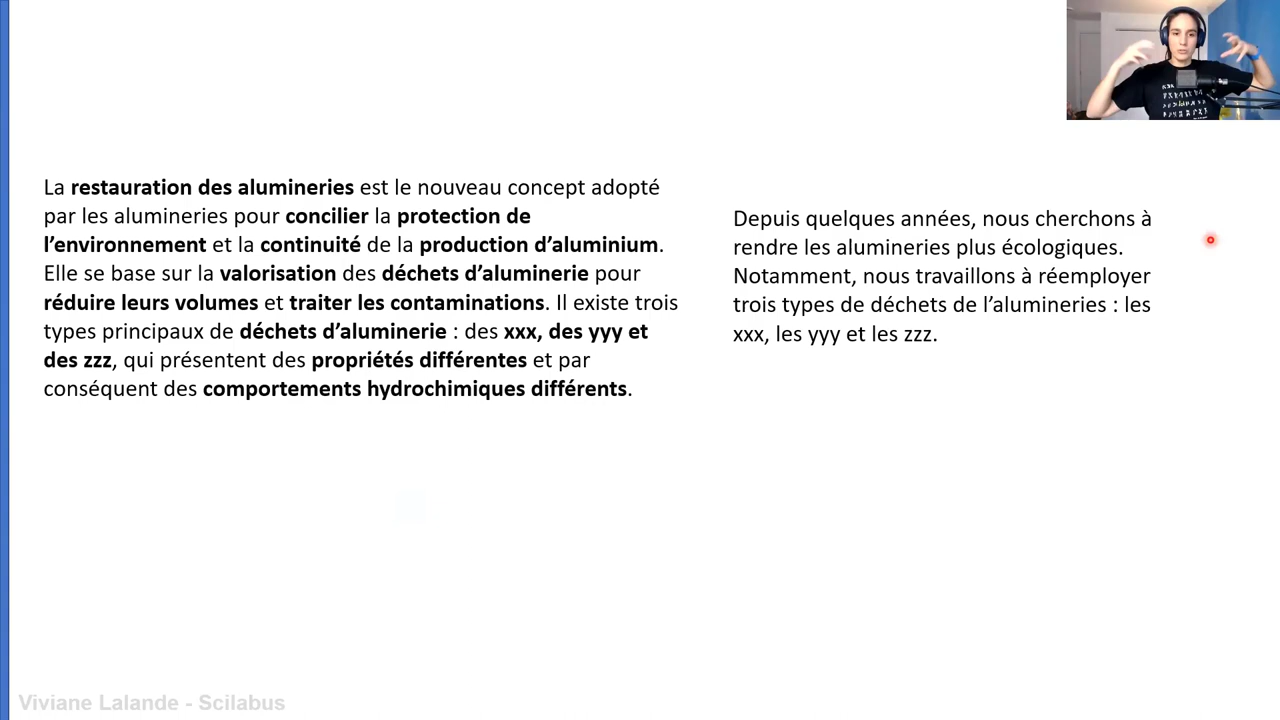 La restauration des alumineries est le nouveau concept adopté
par les alumineries pour concilier la protection de
l'environnement et la continuité de la production d'aluminium.
Elle se base sur la valorisation des déchets d'aluminerie pour
réduire leurs volumes et traiter les contaminations. Il existe trois
types principaux de déchets d'aluminerie : des xxx, des yyy et
des zzz, qui présentent des propriétés différentes et par
conséquent des comportements hydrochimiques différents.
Depuis quelques années, nous cherchons à
rendre les alumineries plus écologiques.
Notamment, nous travaillons à réemployer
trois types de déchets de l'alumineries : les
xxx, les yyy et les zzz.
Viviane Lalande - Scilabus